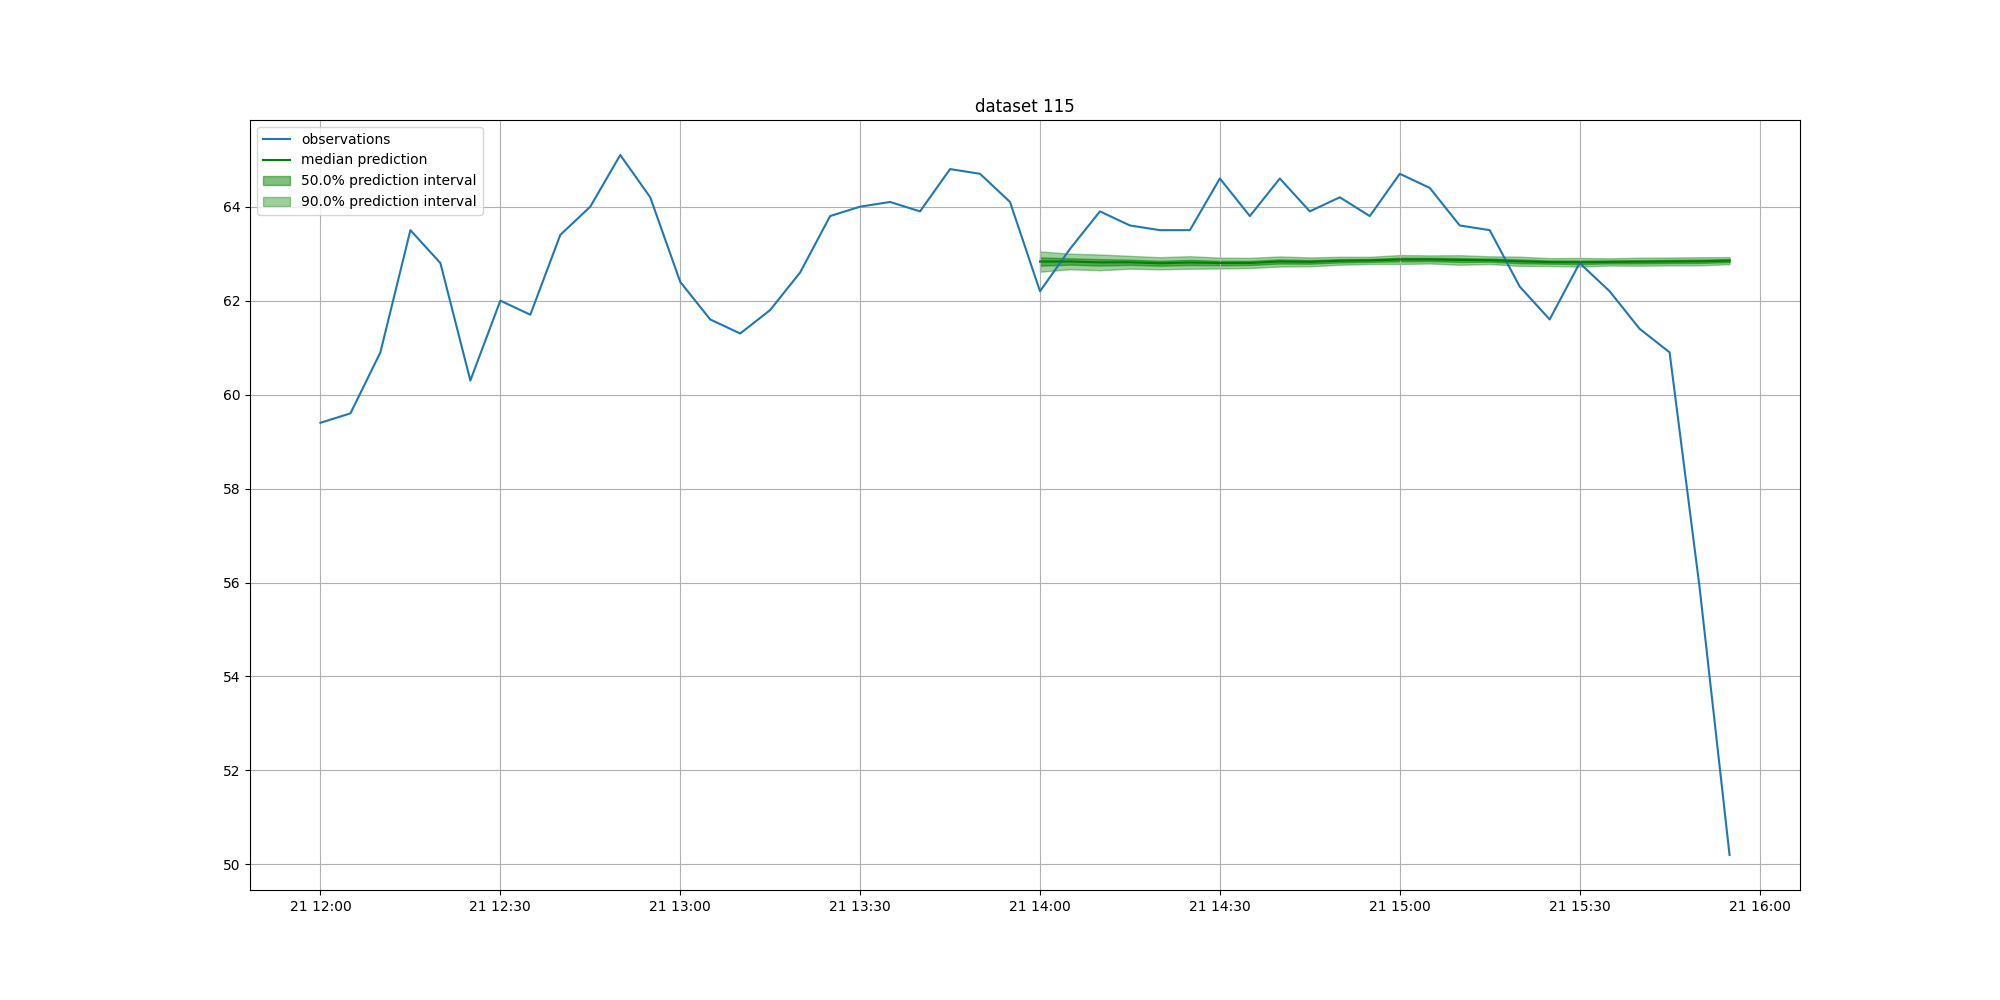 dataset 115
observations
median prediction
50.0% prediction interval
90.0% prediction interval
64
62
60
58
56
54
52
50
21 12:00 21 12:30 21 13:00 21 13:30 21 14:00 21 14:30 21 15:00 21 15:30 21 16:00